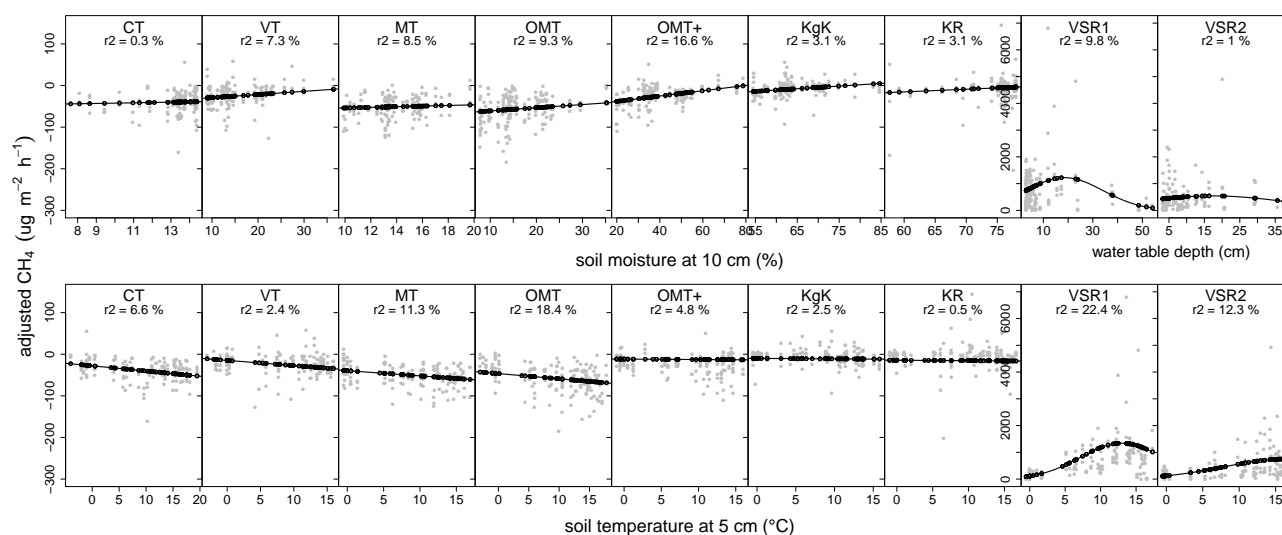 CT VT MT OMT OMT+ KgK KR VSR1 VSR2
r2 = 0.3 % r2 = 7.3 % r2 = 8.5 % r2 = 9.3 % r2 = 16.6 % r2 = 3.1 % r2 = 3.1 % r2 = 9.8 % r2 = 1 %
100 0 −100 −200 −300
6000 4000 2000 0
8 9 10 11 12 13 10 20 30 10 12 14 16 18 20 10 20 30 40 20 30 40 50 60 70 80 55 65 75 85 60 65 70 75 10 20 30 40 50 5 15 25 35
soil moisture at 10 cm (%)
water table depth (cm)
adjusted CH₄ (ug m⁻² h⁻¹)
CT VT MT OMT OMT+ KgK KR VSR1 VSR2
r2 = 6.6 % r2 = 2.4 % r2 = 11.3 % r2 = 18.4 % r2 = 4.8 % r2 = 2.5 % r2 = 0.5 % r2 = 22.4 % r2 = 12.3 %
100 0 −100 −200 −300
6000 4000 2000 0
0 5 10 15 20 0 5 10 15 0 5 10 15 0 5 10 15 0 5 10 15 0 5 10 15 0 5 10 15 0 5 10 15 0 5 10 15
soil temperature at 5 cm (°C)